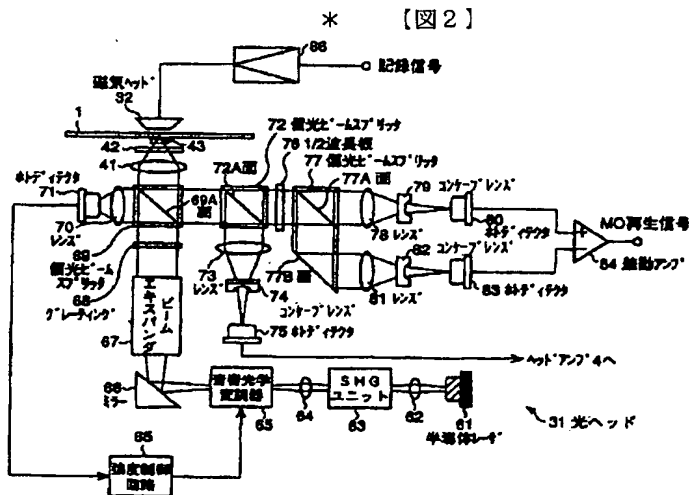 * 【図2】
86
記録信号
磁気ヘッド
32
1
42 43
41
72 偏光ビームスプリッタ
76 1/2波長板
77 偏光ビームスプリッタ
72A面
77A面
ホトディテクタ
71
69A
面
79 コンケーブレンズ
80
ホトディテクタ
MO再生信号
70
レンズ
78 レンズ
82
コンケーブレンズ
84 差動アンプ
69
偏光ビーム
スプリッタ
68
グレーティング
73
レンズ
74
コンケーブレンズ
77B面
81 レンズ
83 ホトディテクタ
ビーム
エキスパンダ
67
75 ホトディテクタ
ヘッドアンプ4へ
66
ミラー
音響光学
変調器
65
64
SHG
ユニット
63
62
61
半導体レーザ
31 光ヘッド
85
強度制御
回路